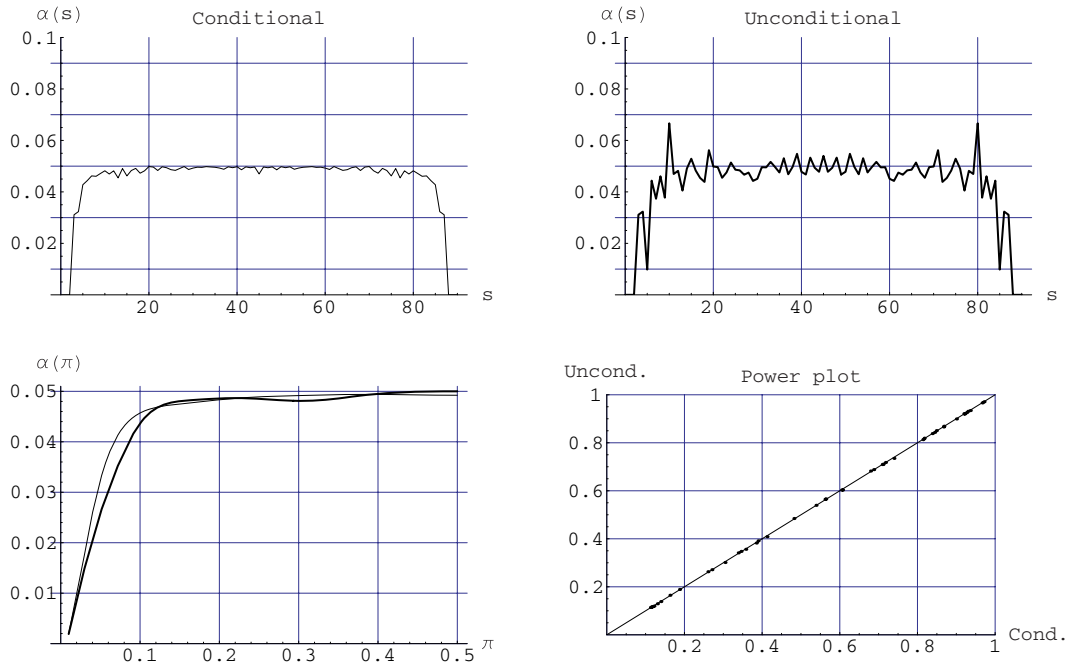 α(s)
Conditional
0.1
0.08
0.06
0.04
0.02
20 40 60 80
s
α(s)
Unconditional
0.1
0.08
0.06
0.04
0.02
20 40 60 80
s
α(π)
0.05
0.04
0.03
0.02
0.01
0.1 0.2 0.3 0.4 0.5
π
Uncond.
Power plot
1
0.8
0.6
0.4
0.2
0.2 0.4 0.6 0.8 1
Cond.